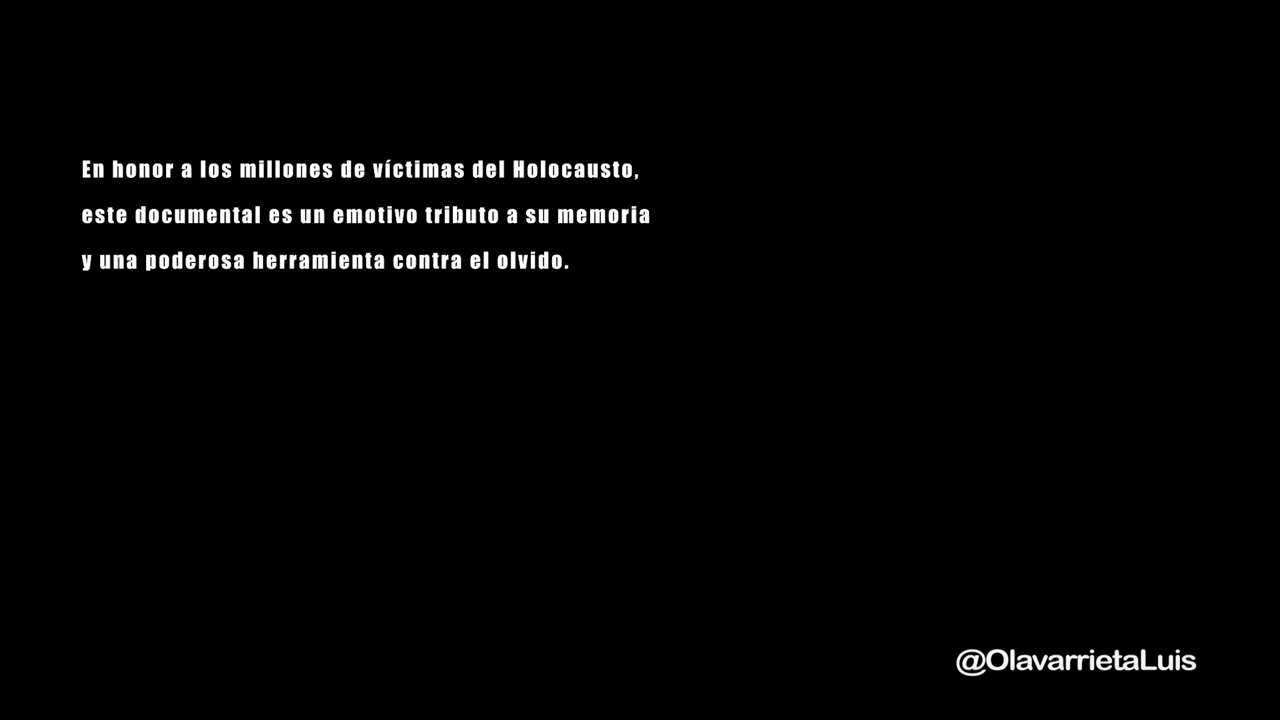 En honor a los millones de víctimas del Holocausto,
este documental es un emotivo tributo a su memoria
y una poderosa herramienta contra el olvido.
@OlavarrietaLuis